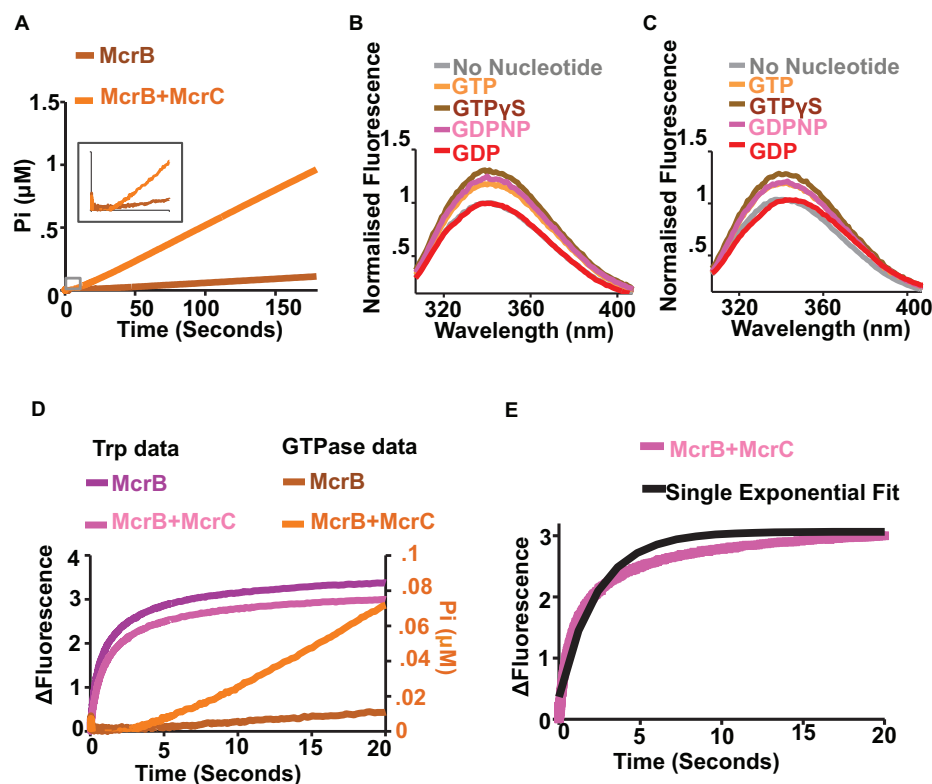 A
McrB
McrB+McrC
1.5
1
.5
0
Pi (µM)
0 50 100 150
Time (Seconds)
B
No Nucleotide
GTP
GTPγS
GDPNP
GDP
1.5
1
.5
Normalised Fluorescence
320 400
Wavelength (nm)
C
No Nucleotide
GTP
GTPγS
GDPNP
GDP
1.5
1
.5
Normalised Fluorescence
320 400
Wavelength (nm)
D
Trp data
McrB
McrB+McrC
GTPase data
McrB
McrB+McrC
4
3
2
1
0
ΔFluorescence
.1
0.08
.06
0.04
.02
0
Pi (µM)
0 5 10 15 20
Time (Seconds)
E
McrB+McrC
Single Exponential Fit
3
2
1
0
ΔFluorescence
0 5 10 15 20
Time (Seconds)